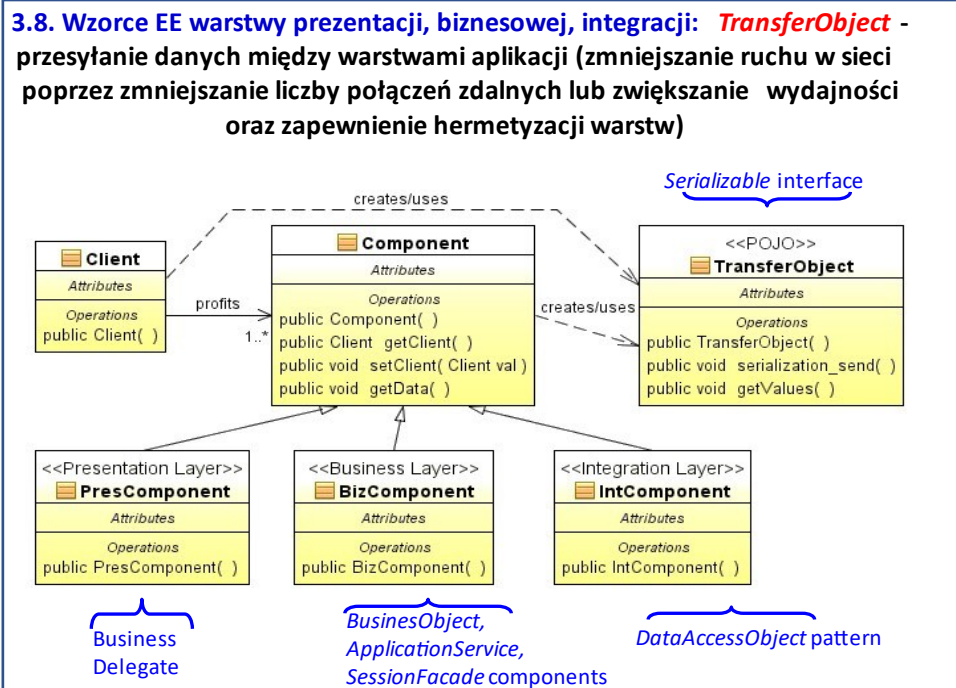 3.8. Wzorce EE warstwy prezentacji, biznesowej, integracji: TransferObject -
przesyłanie danych między warstwami aplikacji (zmniejszanie ruchu w sieci
poprzez zmniejszanie liczby połączeń zdalnych lub zwiększanie wydajności
oraz zapewnienie hermetyzacji warstw)
Serializable interface
creates/uses
Client
Attributes
Operations
public Client( )
profits
1..*
Component
Attributes
Operations
public Component( )
public Client getClient( )
public void setClient( Client val )
public void getData( )
creates/uses
<<POJO>>
TransferObject
Attributes
Operations
public TransferObject( )
public void serialization_send( )
public void getValues( )
<<Presentation Layer>>
PresComponent
Attributes
Operations
public PresComponent( )
<<Business Layer>>
BizComponent
Attributes
Operations
public BizComponent( )
<<Integration Layer>>
IntComponent
Attributes
Operations
public IntComponent( )
Business
Delegate
BusinesObject,
ApplicationService,
SessionFacade components
DataAccessObject pattern